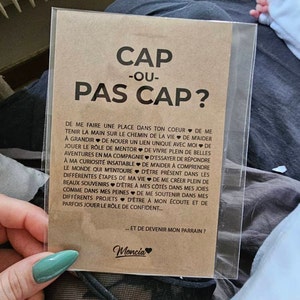 CAP
-OU-
PAS CAP ?
DE ME FAIRE UNE PLACE DANS TON COEUR ♥ DE ME
TENIR LA MAIN SUR LE CHEMIN DE LA VIE ♥ DE M'AIDER
À GRANDIR ♥ DE NOUER UN LIEN UNIQUE AVEC MOI ♥ DE
JOUER LE RÔLE DE MENTOR ♥ DE VIVRE PLEIN DE BELLES
AVENTURES EN MA COMPAGNIE ♥ D'ESSAYER DE RÉPONDRE
À MA CURIOSITÉ INSATIABLE ♥ DE M'AIDER À COMPRENDRE
LE MONDE QUI M'ENTOURE ♥ D'ÊTRE PRÉSENT DANS LES
DIFFÉRENTES ÉTAPES DE MA VIE ♥ DE ME CRÉER PLEIN DE
BEAUX SOUVENIRS ♥ D'ÊTRE À MES CÔTÉS DANS MES JOIES
COMME DANS MES PEINES ♥ DE ME SOUTENIR DANS MES
DIFFÉRENTS PROJETS ♥ D'ÊTRE À MON ÉCOUTE ET DE
PARFOIS JOUER LE RÔLE DE CONFIDENT...
... ET DE DEVENIR MON PARRAIN ?